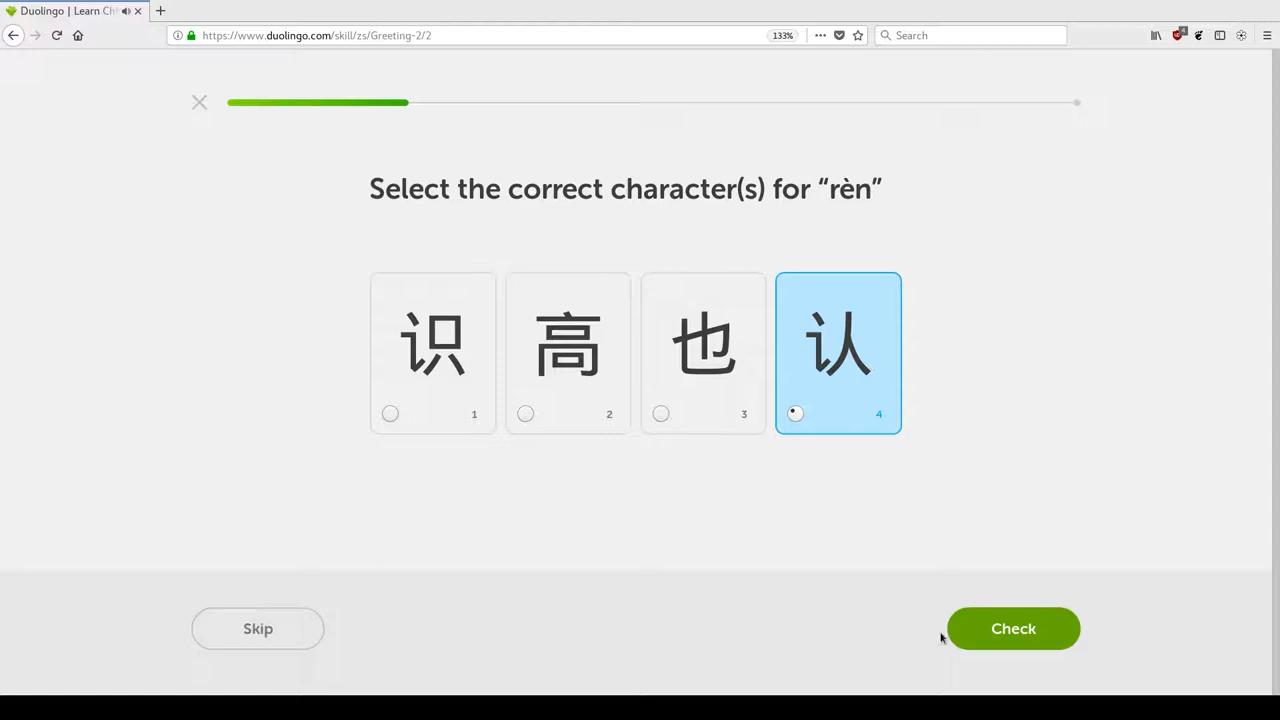 Duolingo | Learn Ch
https://www.duolingo.com/skill/zs/Greeting-2/2
133%
Search
Select the correct character(s) for “rèn”
识 高 也 认
1 2 3 4
Skip
Check